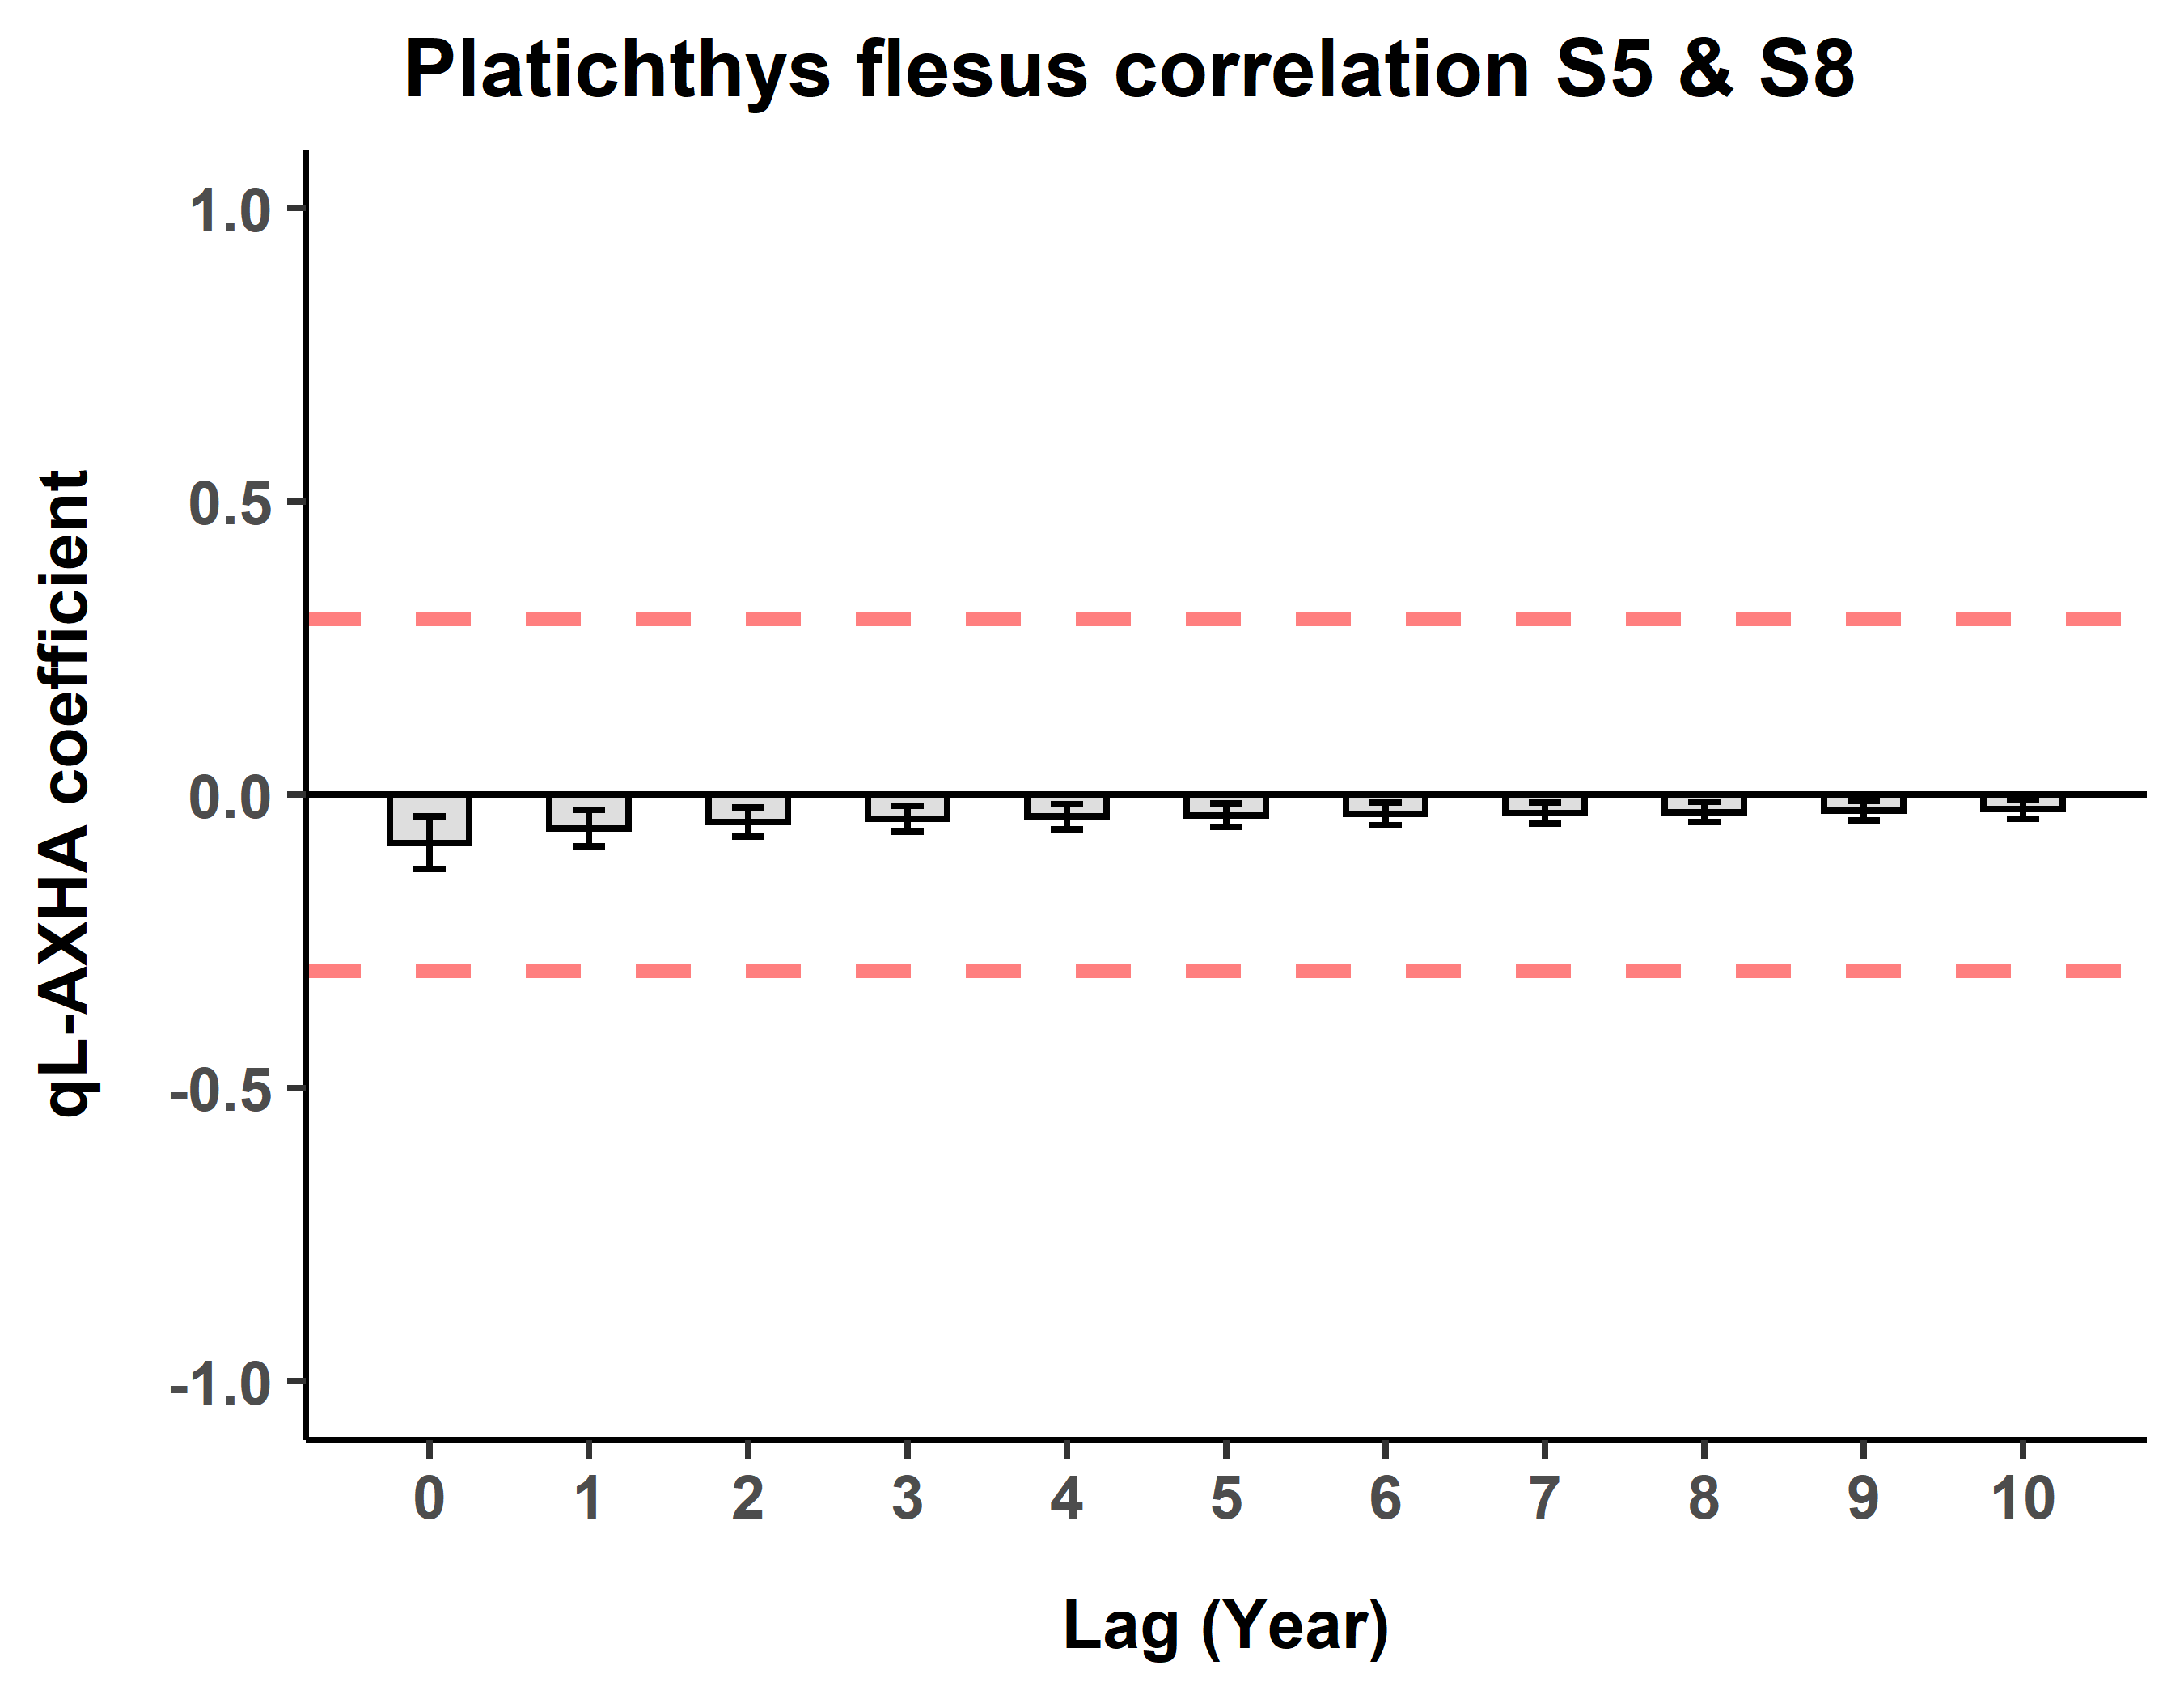 Platichthys flesus correlation S5 & S8
qL-AXHA coefficient
1.0
0.5
0.0
-0.5
-1.0
0 1 2 3 4 5 6 7 8 9 10
Lag (Year)